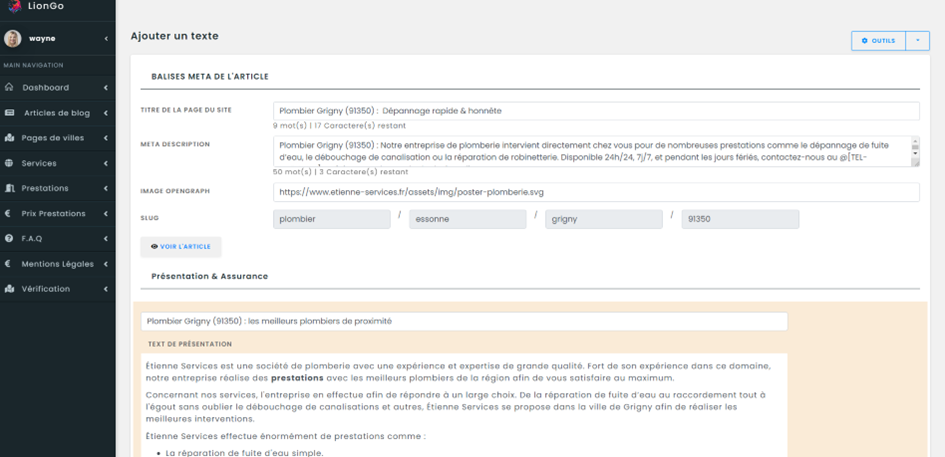 LionGo
wayne
MAIN NAVIGATION
Dashboard
Articles de blog
Pages de villes
Services
Prestations
Prix Prestations
F.A.Q
Mentions Légales
Vérification
Ajouter un texte
OUTILS
BALISES META DE L'ARTICLE
TITRE DE LA PAGE DU SITE
Plombier Grigny (91350) : Dépannage rapide & honnête
9 mot(s) | 17 Caractere(s) restant
META DESCRIPTION
Plombier Grigny (91350) : Notre entreprise de plomberie intervient directement chez vous pour de nombreuses prestations comme le dépannage de fuite
d'eau, le débouchage de canalisation ou la réparation de robinetterie. Disponible 24h/24, 7j/7, et pendant les jours fériés, contactez-nous au @[TEL-
50 mot(s) | 3 Caractere(s) restant
IMAGE OPENGRAPH
https://www.etienne-services.fr/assets/img/poster-plomberie.svg
SLUG
plombier / essonne / grigny / 91350
VOIR L'ARTICLE
Présentation & Assurance
Plombier Grigny (91350) : les meilleurs plombiers de proximité
TEXT DE PRÉSENTATION
Étienne Services est une société de plomberie avec une expérience et expertise de grande qualité. Fort de son expérience dans ce domaine,
notre entreprise réalise des prestations avec les meilleurs plombiers de la région afin de vous satisfaire au maximum.
Concernant nos services, l'entreprise en effectue afin de répondre à un large choix. De la réparation de fuite d'eau au raccordement tout à
l'égout sans oublier le débouchage de canalisations et autres, Étienne Services se propose dans la ville de Grigny afin de réaliser les
meilleures interventions.
Étienne Services effectue énormément de prestations comme :
• La réparation de fuite d'eau simple.